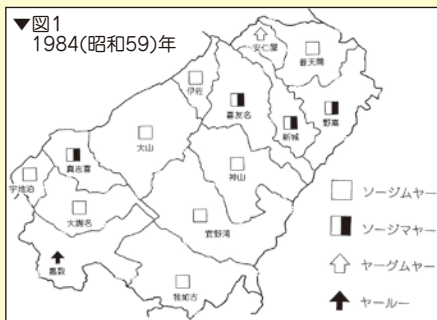 ▼図1
1984(昭和59)年
安仁屋
普天間
伊佐
喜友名
野嵩
新城
大山
真志喜
神山
宇地泊
大謝名
宜野湾
嘉数
我如古
ソージムヤー
ソージマヤー
ヤーグムヤー
ヤールー